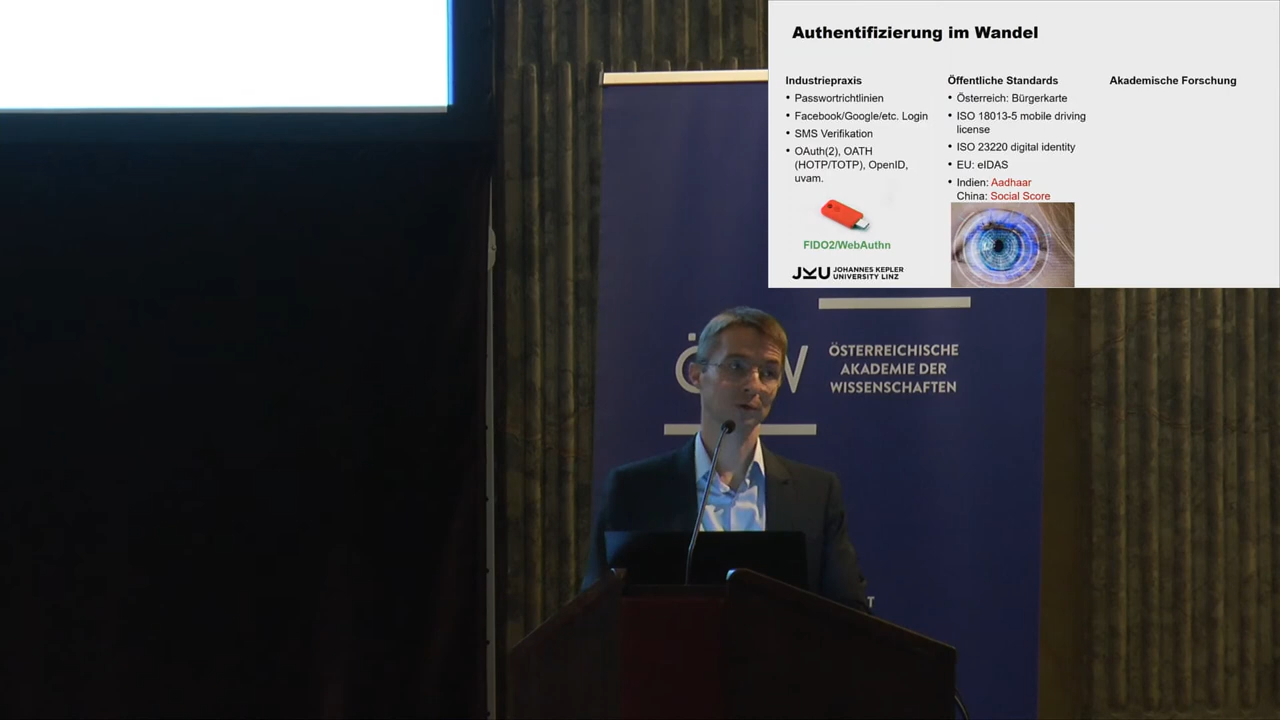 Authentifizierung im Wandel
Industriepraxis
• Passwortrichtlinien
• Facebook/Google/etc. Login
• SMS Verifikation
• OAuth(2), OATH
(HOTP/TOTP), OpenID,
uvam.
FIDO2/WebAuthn
JKU JOHANNES KEPLER
UNIVERSITY LINZ
Öffentliche Standards
• Österreich: Bürgerkarte
• ISO 18013-5 mobile driving
license
• ISO 23220 digital identity
• EU: eIDAS
• Indien: Aadhaar
China: Social Score
Akademische Forschung
ÖSTERREICHISCHE
AKADEMIE DER
WISSENSCHAFTEN